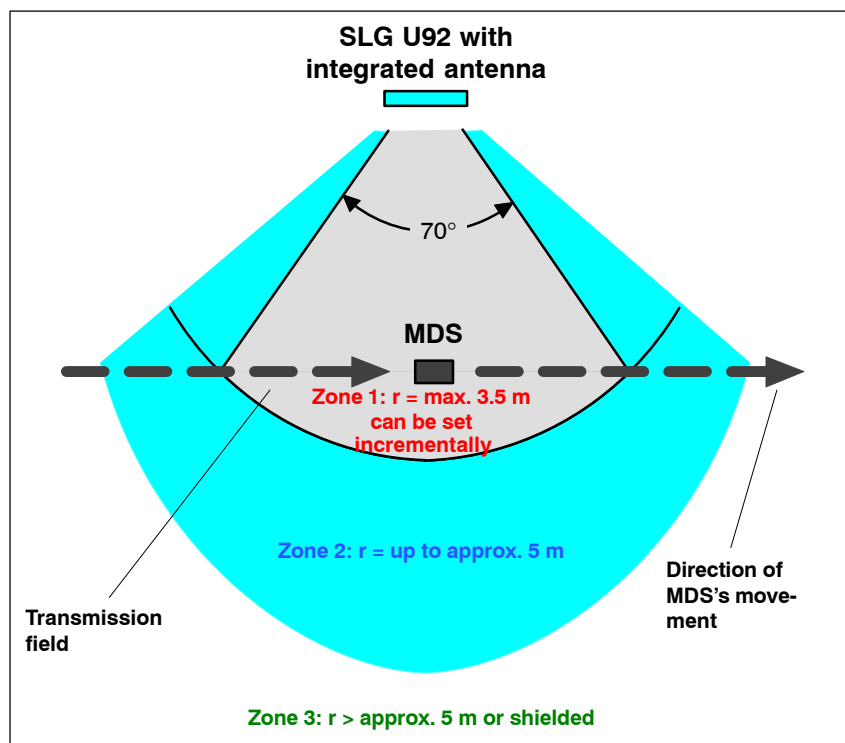 SLG U92 with
integrated antenna
70°
MDS
Zone 1: r = max. 3.5 m
can be set
incrementally
Zone 2: r = up to approx. 5 m
Direction of
MDS’s move-
ment
Transmission
field
Zone 3: r > approx. 5 m or shielded